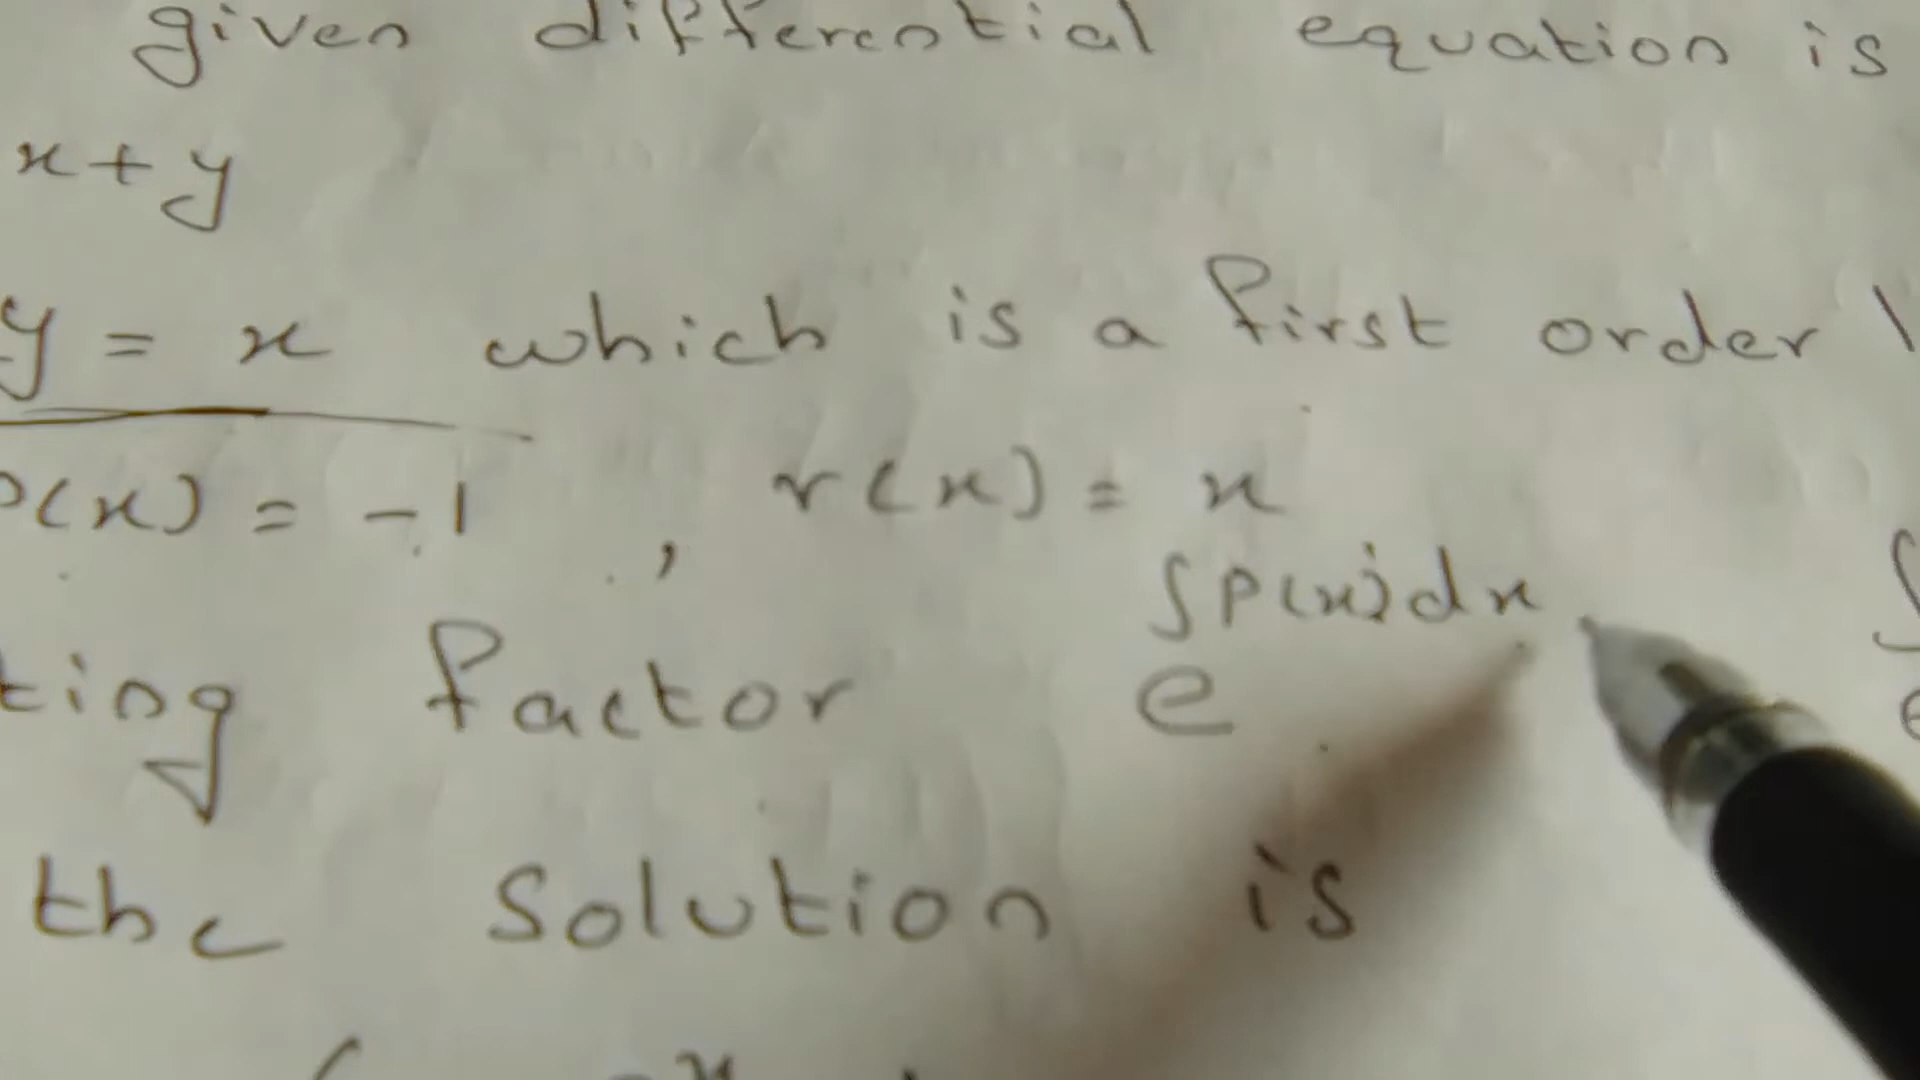 given differential equation is
x+y
y = x which is a first order
P(x) = -1 , r(x) = x
ting factor e^∫P(x)dx
the solution is